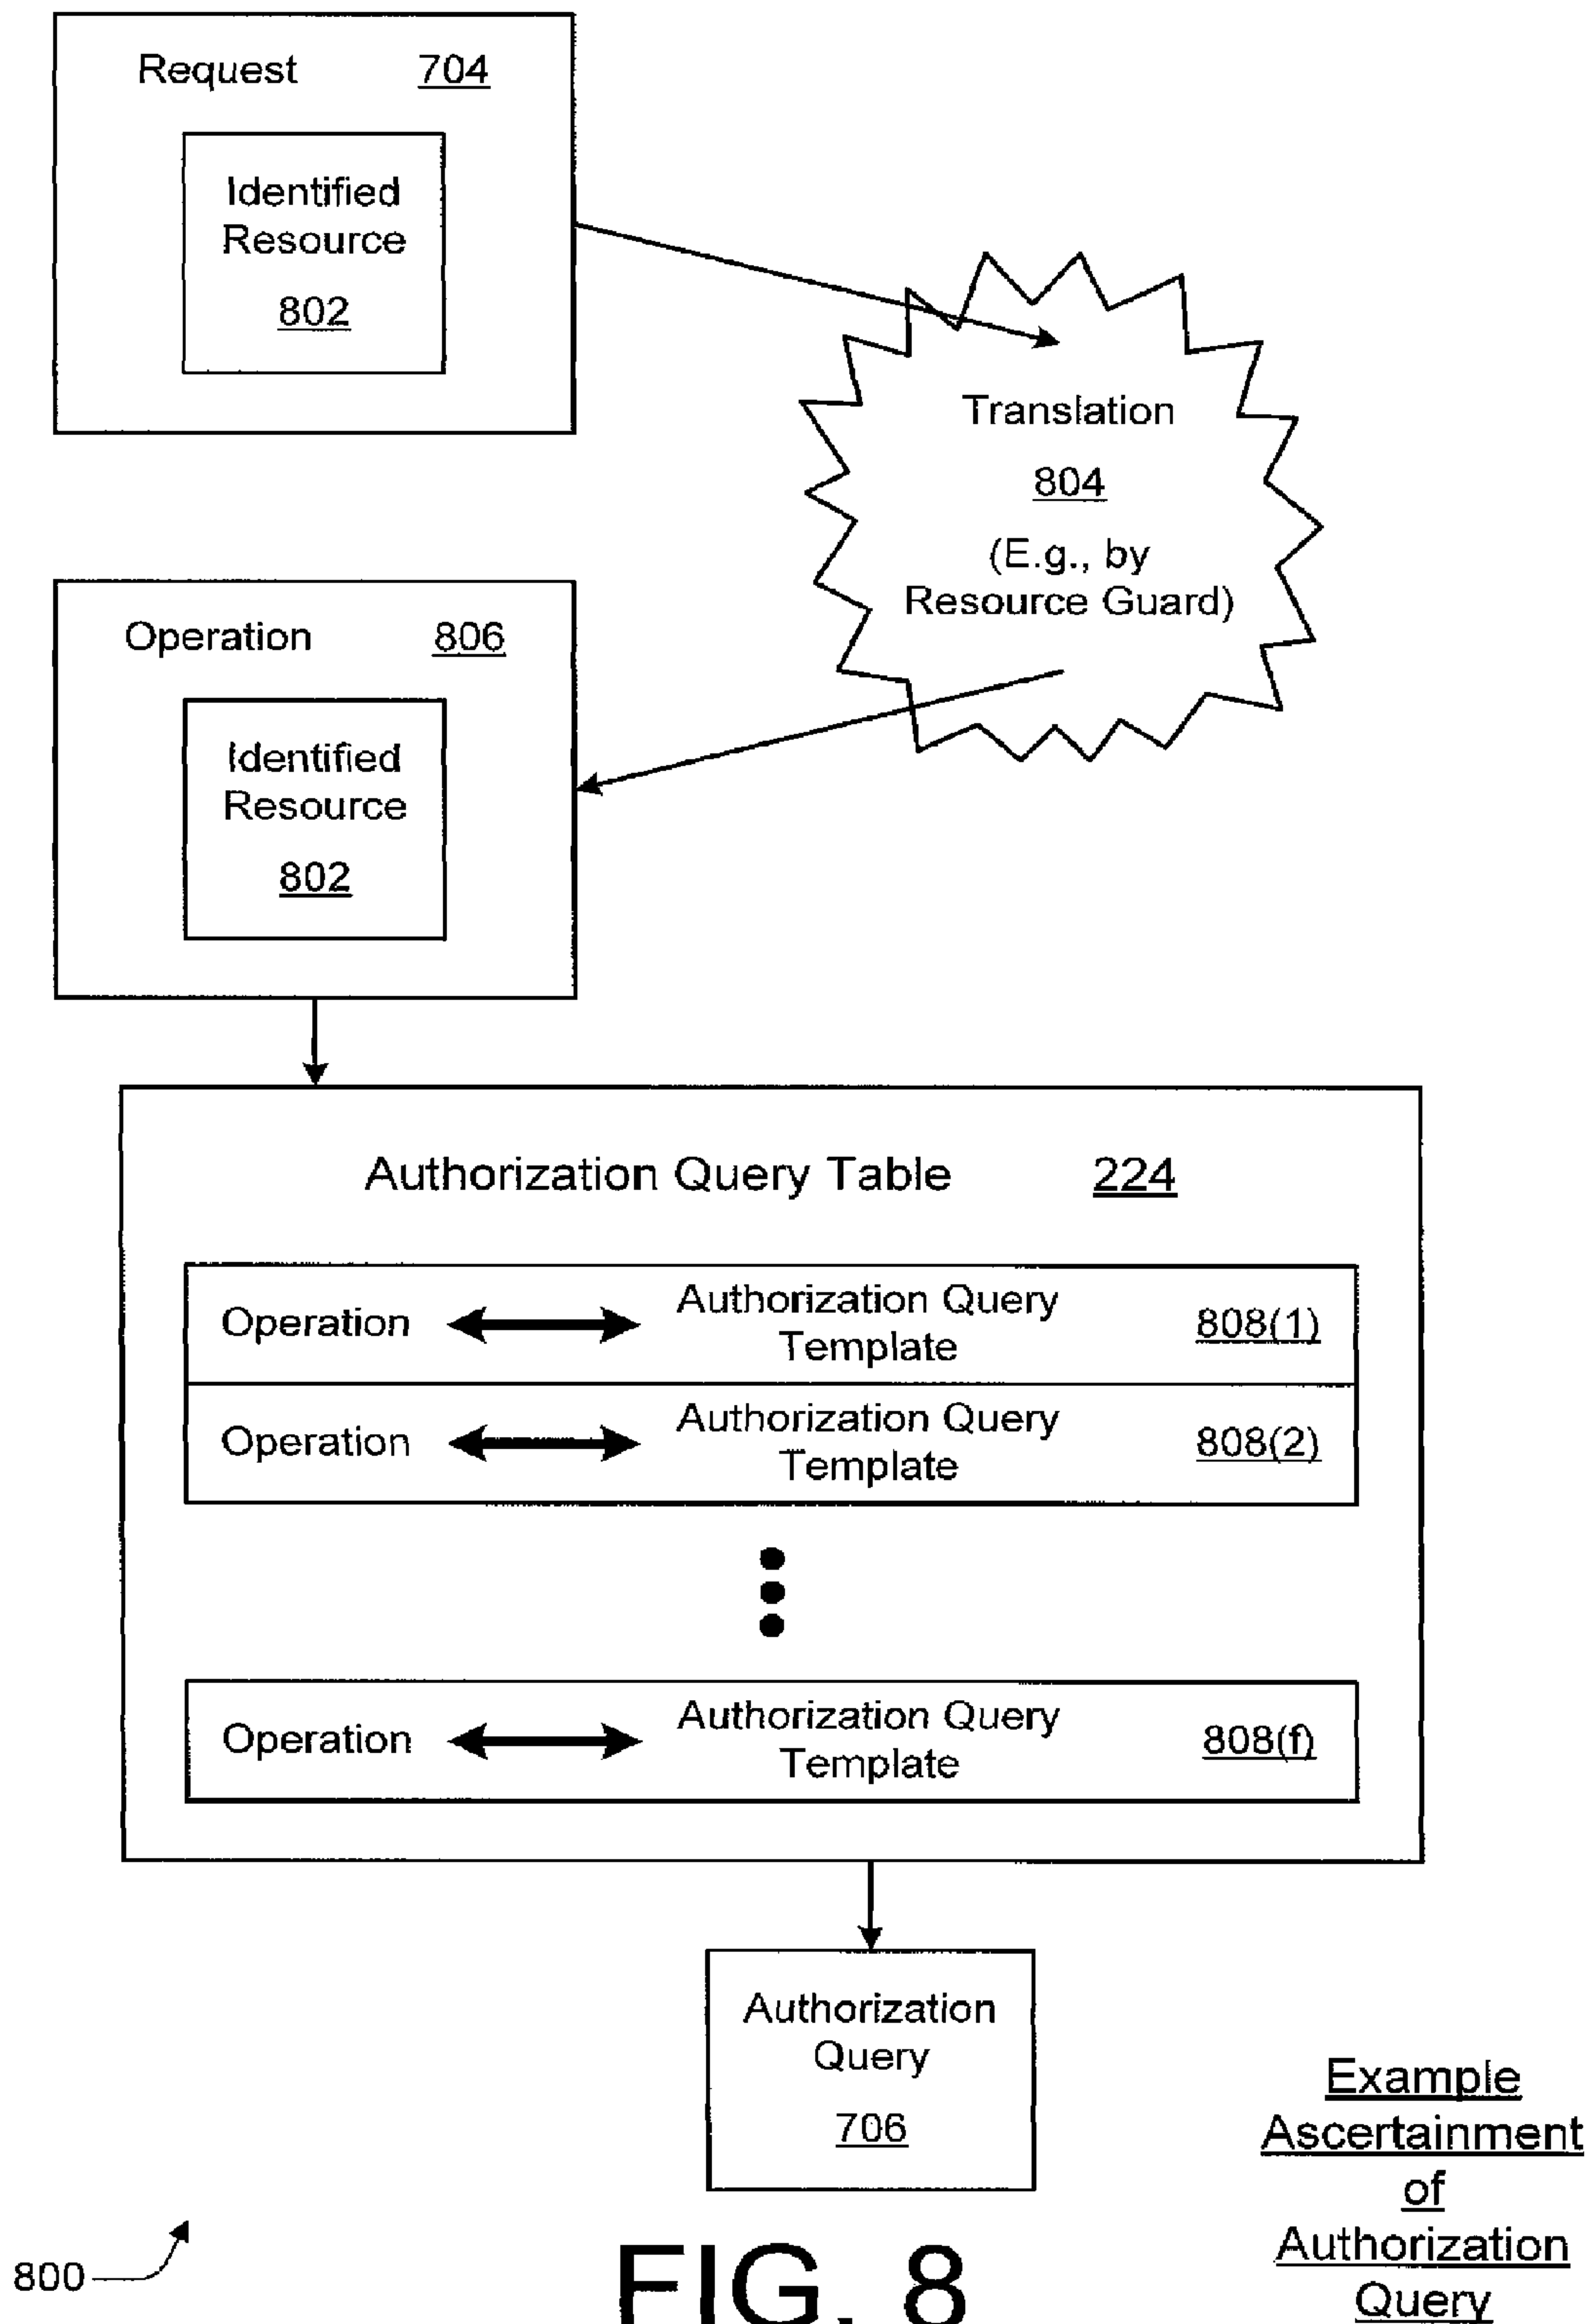 Request 704
Identified
Resource
802
Translation
804
(E.g., by
Resource Guard)
Operation 806
Identified
Resource
802
Authorization Query Table 224
Operation Authorization Query
Template 808(1)
Operation Authorization Query
Template 808(2)
Operation Authorization Query
Template 808(f)
Authorization
Query
706
Example
Ascertainment
of
Authorization
Query
800
FIG. 8